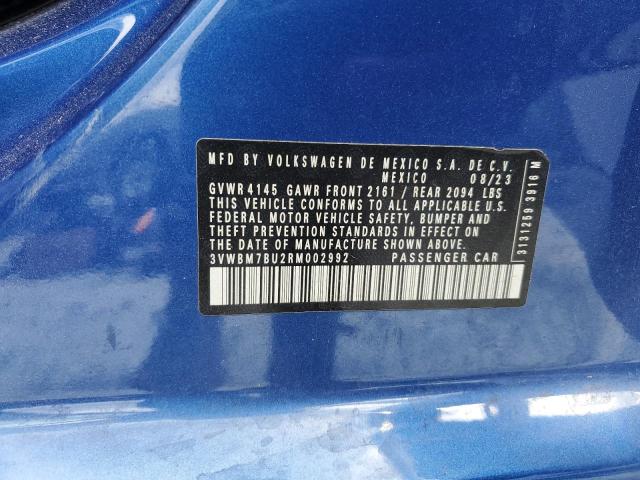 MFD BY VOLKSWAGEN DE MEXICO S.A. DE C.V.
MEXICO 08/23
GVWR 4145 GAWR FRONT 2161 / REAR 2094 LBS
THIS VEHICLE CONFORMS TO ALL APPLICABLE U.S.
FEDERAL MOTOR VEHICLE SAFETY, BUMPER AND
THEFT PREVENTION STANDARDS IN EFFECT ON
THE DATE OF MANUFACTURE SHOWN ABOVE.
3VWBM7BU2RM002992 PASSENGER CAR
3131259 3916 M